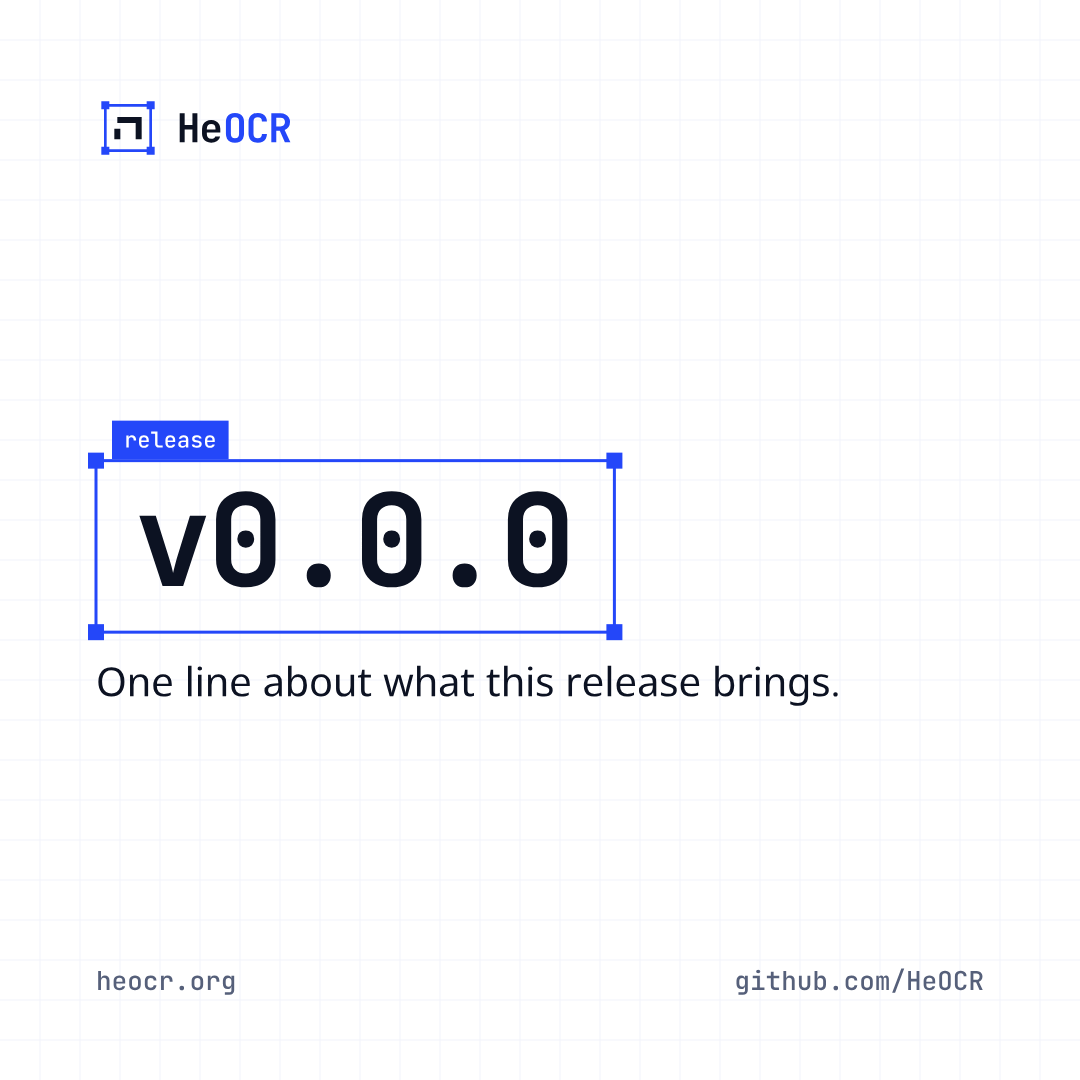 HeOCR
release
v0.0.0
One line about what this release brings.
heocr.org
github.com/HeOCR